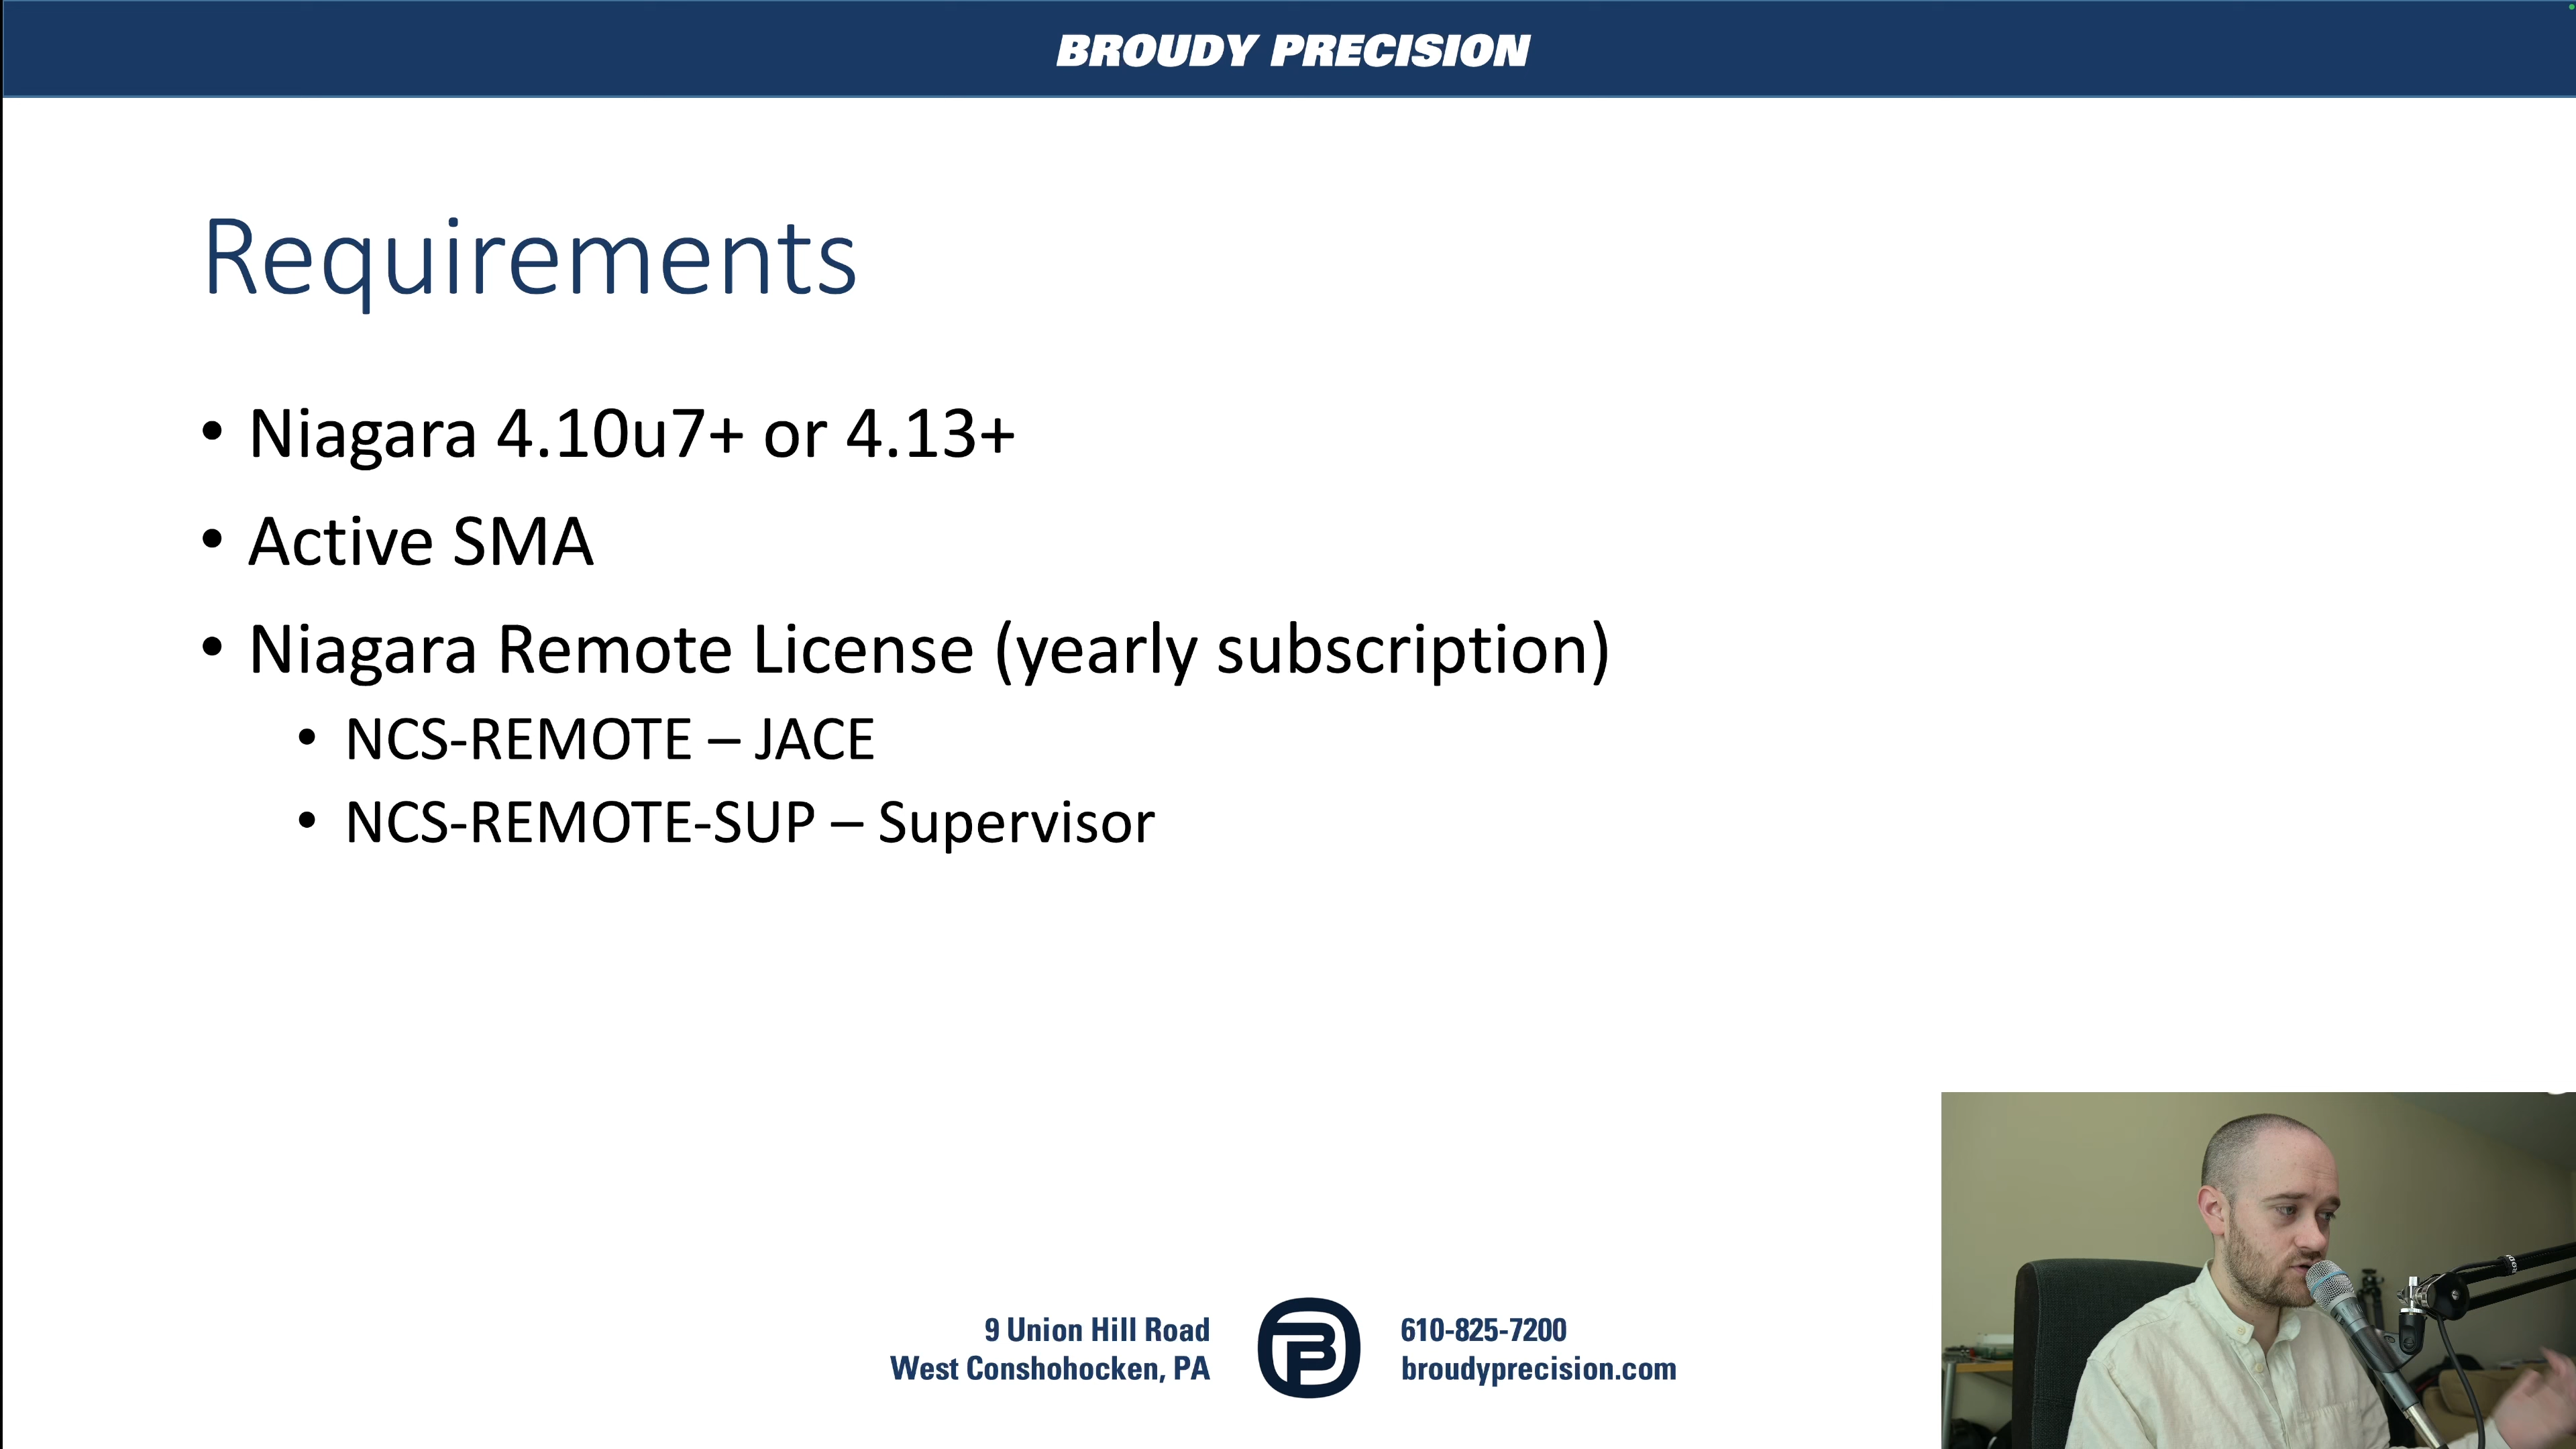 BROUDY PRECISION
Requirements
• Niagara 4.10u7+ or 4.13+
• Active SMA
• Niagara Remote License (yearly subscription)
• NCS-REMOTE – JACE
• NCS-REMOTE-SUP – Supervisor
9 Union Hill Road
West Conshohocken, PA
610-825-7200
broudyprecision.com